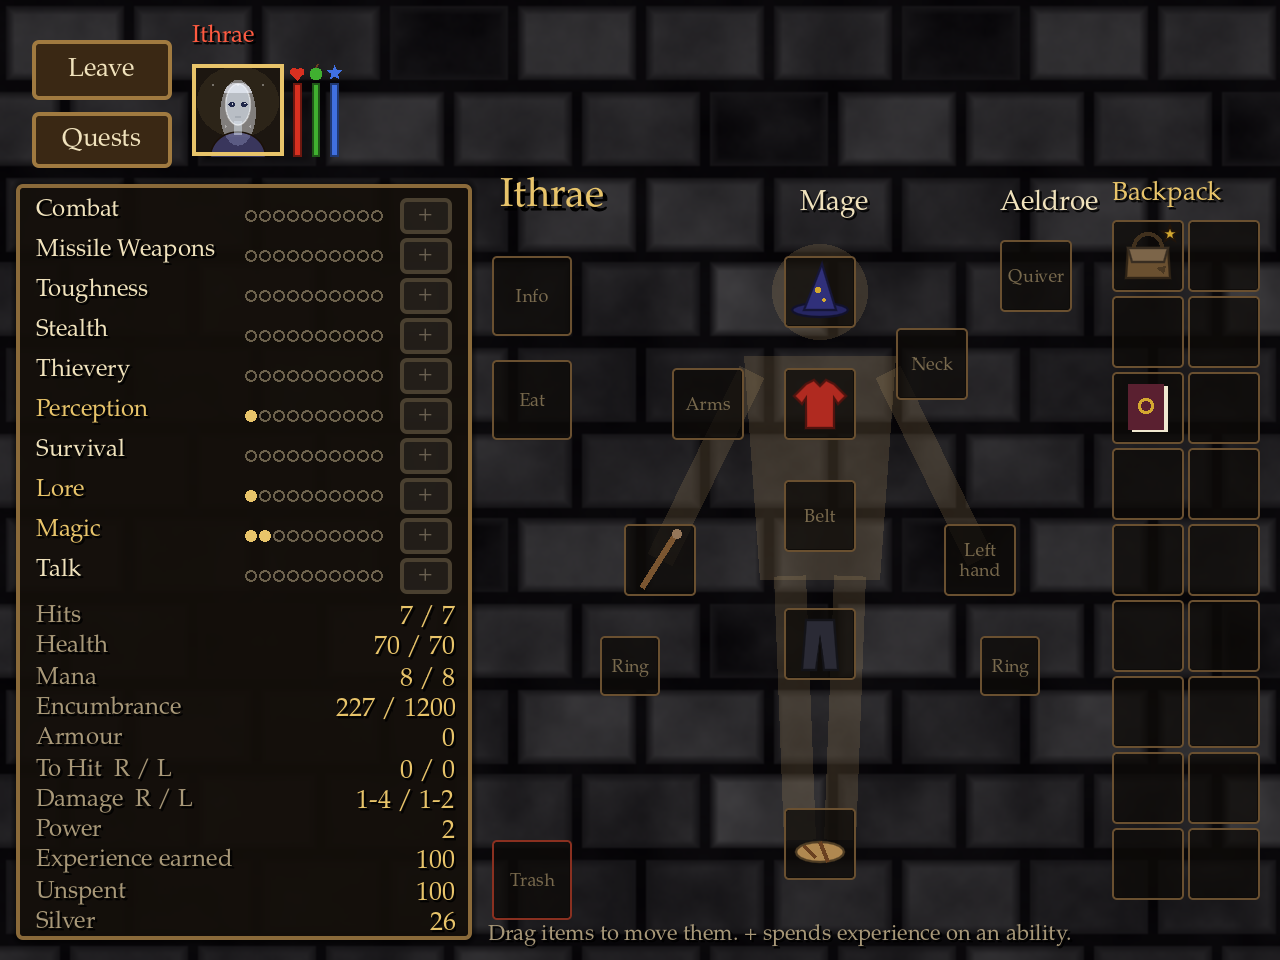 Leave
Quests
Ithrae
Combat +
Missile Weapons +
Toughness +
Stealth +
Thievery +
Perception +
Survival +
Lore +
Magic +
Talk +
Hits 7 / 7
Health 70 / 70
Mana 8 / 8
Encumbrance 227 / 1200
Armour 0
To Hit R / L 0 / 0
Damage R / L 1-4 / 1-2
Power 2
Experience earned 100
Unspent 100
Silver 26
Ithrae
Mage
Aeldroe
Backpack
Info
Quiver
Eat
Arms
Neck
Belt
Left
hand
Ring
Ring
Trash
Drag items to move them. + spends experience on an ability.